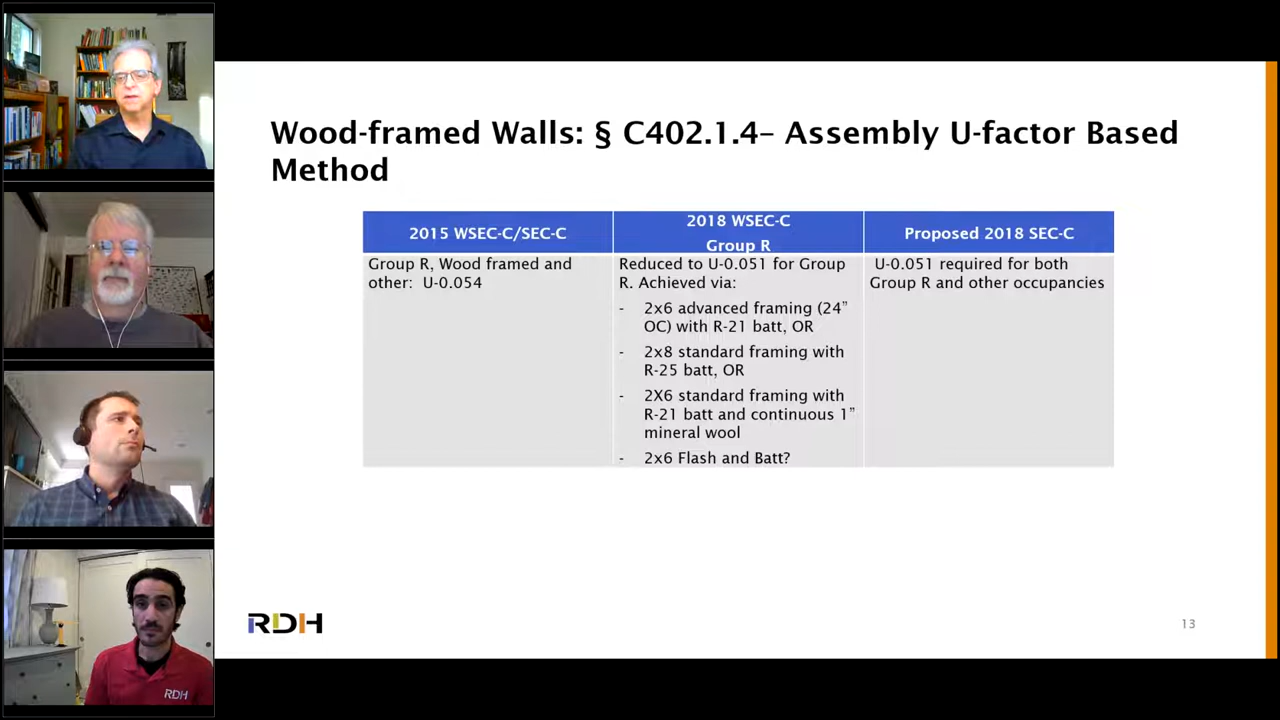 Wood-framed Walls: § C402.1.4– Assembly U-factor Based
Method
2015 WSEC-C/SEC-C
2018 WSEC-C
Group R
Proposed 2018 SEC-C
Group R, Wood framed and
other:  U-0.054
Reduced to U-0.051 for Group
R. Achieved via:
- 2x6 advanced framing (24”
OC) with R-21 batt, OR
- 2x8 standard framing with
R-25 batt, OR
- 2X6 standard framing with
R-21 batt and continuous 1”
mineral wool
- 2x6 Flash and Batt?
U-0.051 required for both
Group R and other occupancies
RDH
13
RDH